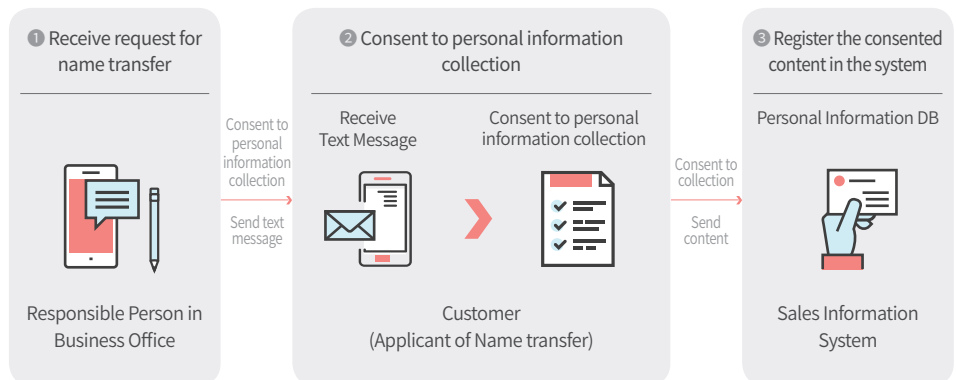 ❶ Receive request for
name transfer
Responsible Person in
Business Office
Consent to
personal
information
collection
Send text
message
❷ Consent to personal information
collection
Receive
Text Message
Consent to personal
information collection
Customer
(Applicant of Name transfer)
Consent to
collection
Send
content
❸ Register the consented
content in the system
Personal Information DB
Sales Information
System